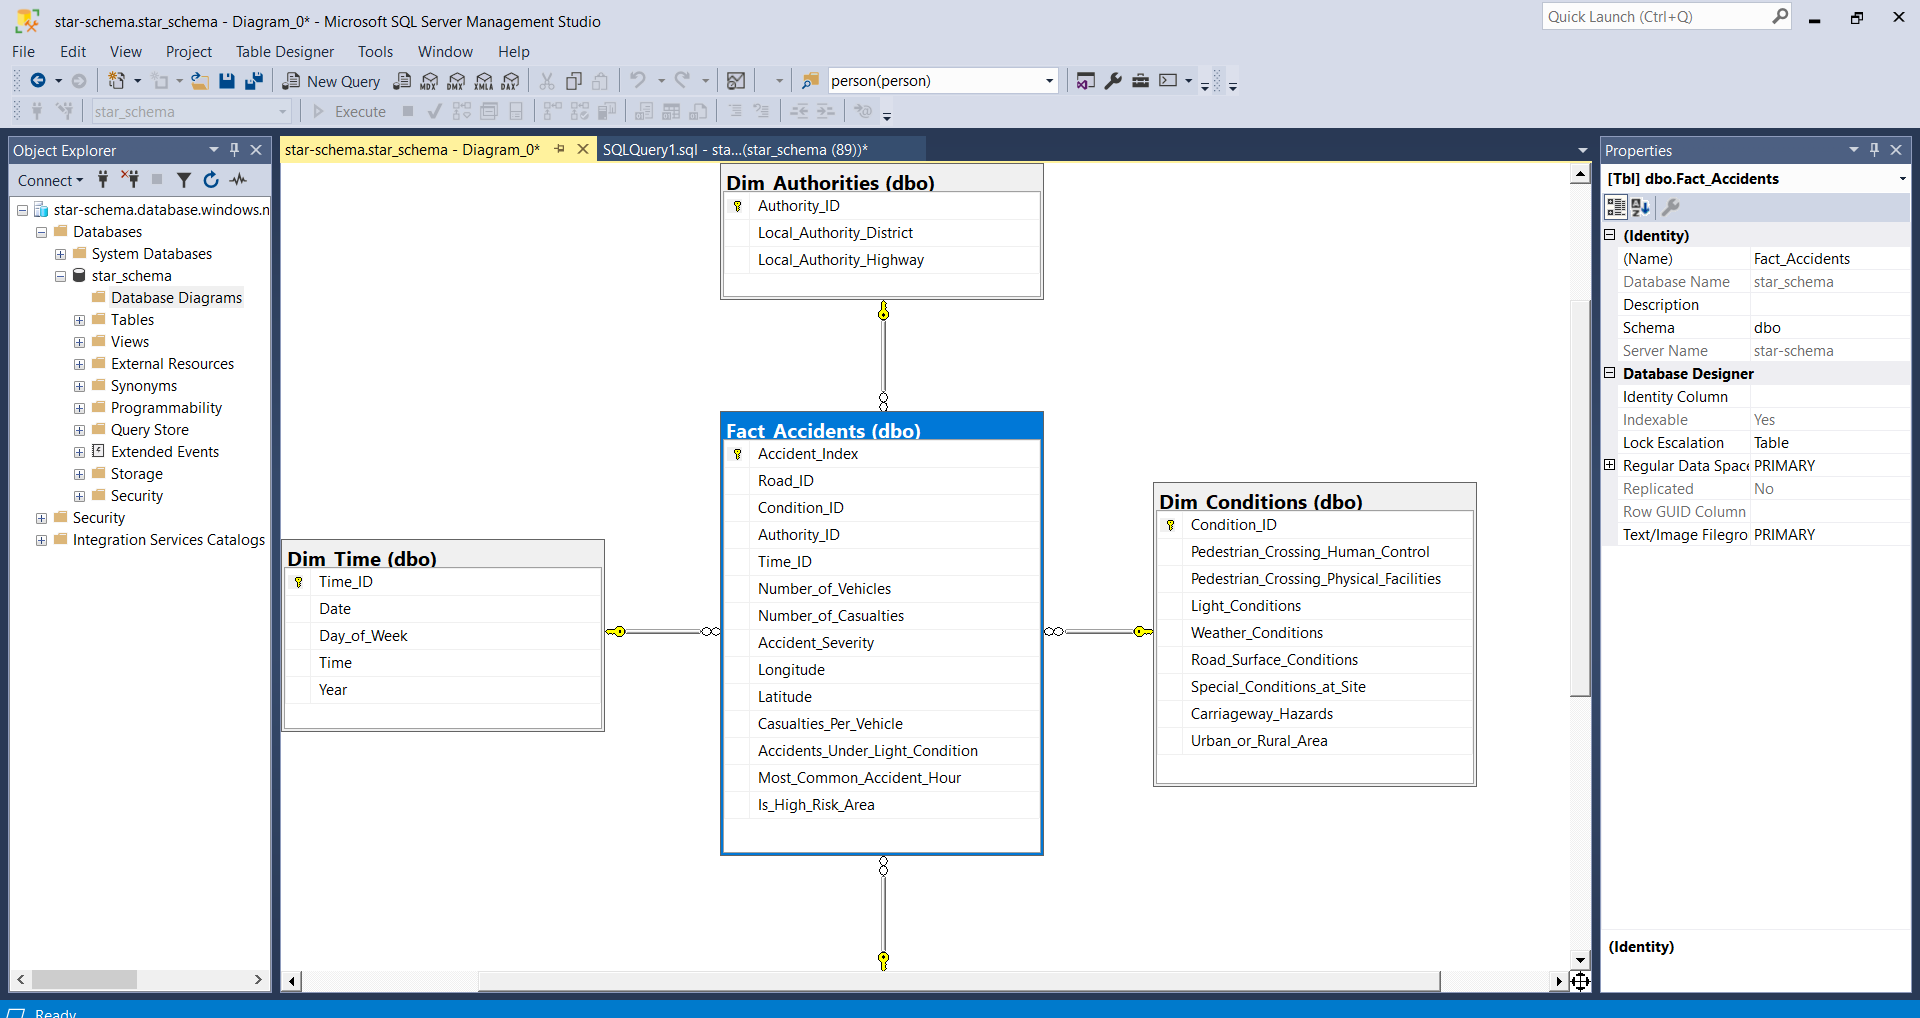 star-schema.star_schema - Diagram_0* - Microsoft SQL Server Management Studio
Quick Launch (Ctrl+Q)
File Edit View Project Table Designer Tools Window Help
New Query
MDX
DMX
XMLA
DAX
person(person)
star_schema
Execute
Object Explorer
Connect
star-schema.database.windows.n
Databases
System Databases
star_schema
Database Diagrams
Tables
Views
External Resources
Synonyms
Programmability
Query Store
Extended Events
Storage
Security
Security
Integration Services Catalogs
star-schema.star_schema - Diagram_0*
SQLQuery1.sql - sta...(star_schema (89))*
Dim_Authorities (dbo)
Authority_ID
Local_Authority_District
Local_Authority_Highway
Fact_Accidents (dbo)
Accident_Index
Road_ID
Condition_ID
Authority_ID
Time_ID
Number_of_Vehicles
Number_of_Casualties
Accident_Severity
Longitude
Latitude
Casualties_Per_Vehicle
Accidents_Under_Light_Condition
Most_Common_Accident_Hour
Is_High_Risk_Area
Dim_Time (dbo)
Time_ID
Date
Day_of_Week
Time
Year
Dim_Conditions (dbo)
Condition_ID
Pedestrian_Crossing_Human_Control
Pedestrian_Crossing_Physical_Facilities
Light_Conditions
Weather_Conditions
Road_Surface_Conditions
Special_Conditions_at_Site
Carriageway_Hazards
Urban_or_Rural_Area
Properties
[Tbl] dbo.Fact_Accidents
(Identity)
(Name) Fact_Accidents
Database Name star_schema
Description
Schema dbo
Server Name star-schema
Database Designer
Identity Column
Indexable Yes
Lock Escalation Table
Regular Data Space PRIMARY
Replicated No
Row GUID Column
Text/Image Filegro PRIMARY
(Identity)
Ready